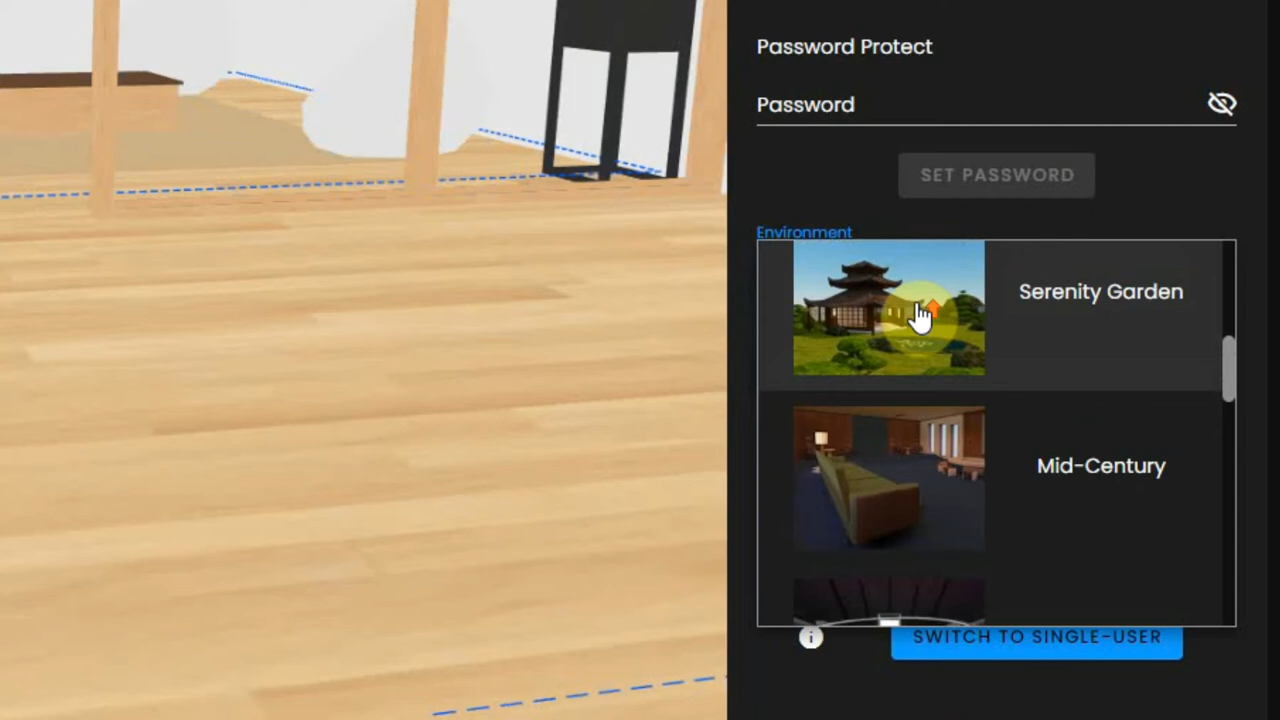 Password Protect
Password
SET PASSWORD
Environment
Serenity Garden
Mid-Century
SWITCH TO SINGLE-USER